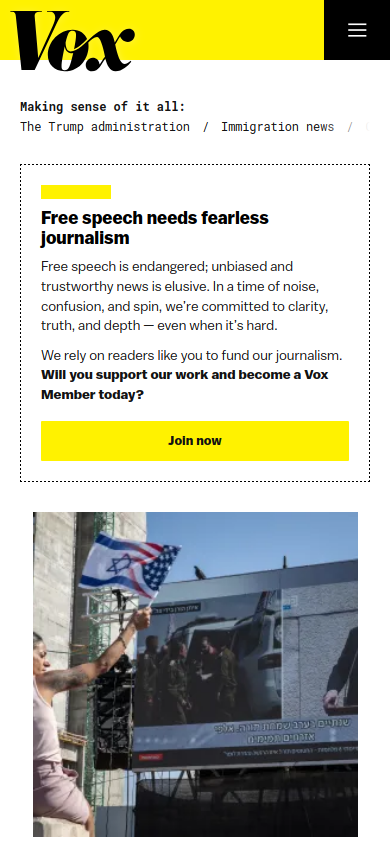 Vox
Making sense of it all:
The Trump administration / Immigration news /
Free speech needs fearless
journalism
Free speech is endangered; unbiased and
trustworthy news is elusive. In a time of noise,
confusion, and spin, we're committed to clarity,
truth, and depth — even when it's hard.
We rely on readers like you to fund our journalism.
Will you support our work and become a Vox
Member today?
Join now